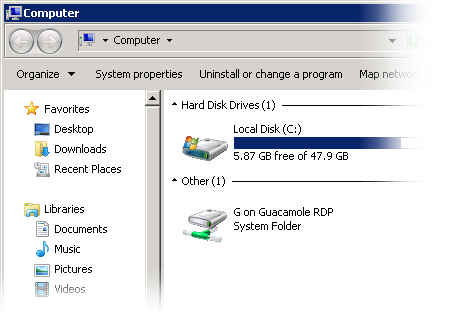 Computer
Computer
Organize
System properties
Uninstall or change a program
Map networ
Favorites
Desktop
Downloads
Recent Places
Libraries
Documents
Music
Pictures
Videos
Hard Disk Drives (1)
Local Disk (C:)
5.87 GB free of 47.9 GB
Other (1)
G on Guacamole RDP
System Folder